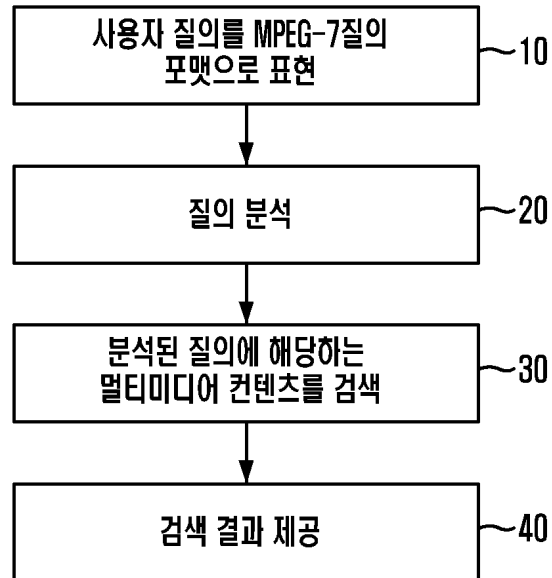 사용자 질의를 MPEG-7질의
포맷으로 표현
10
질의 분석
20
분석된 질의에 해당하는
멀티미디어 컨텐츠를 검색
30
검색 결과 제공
40